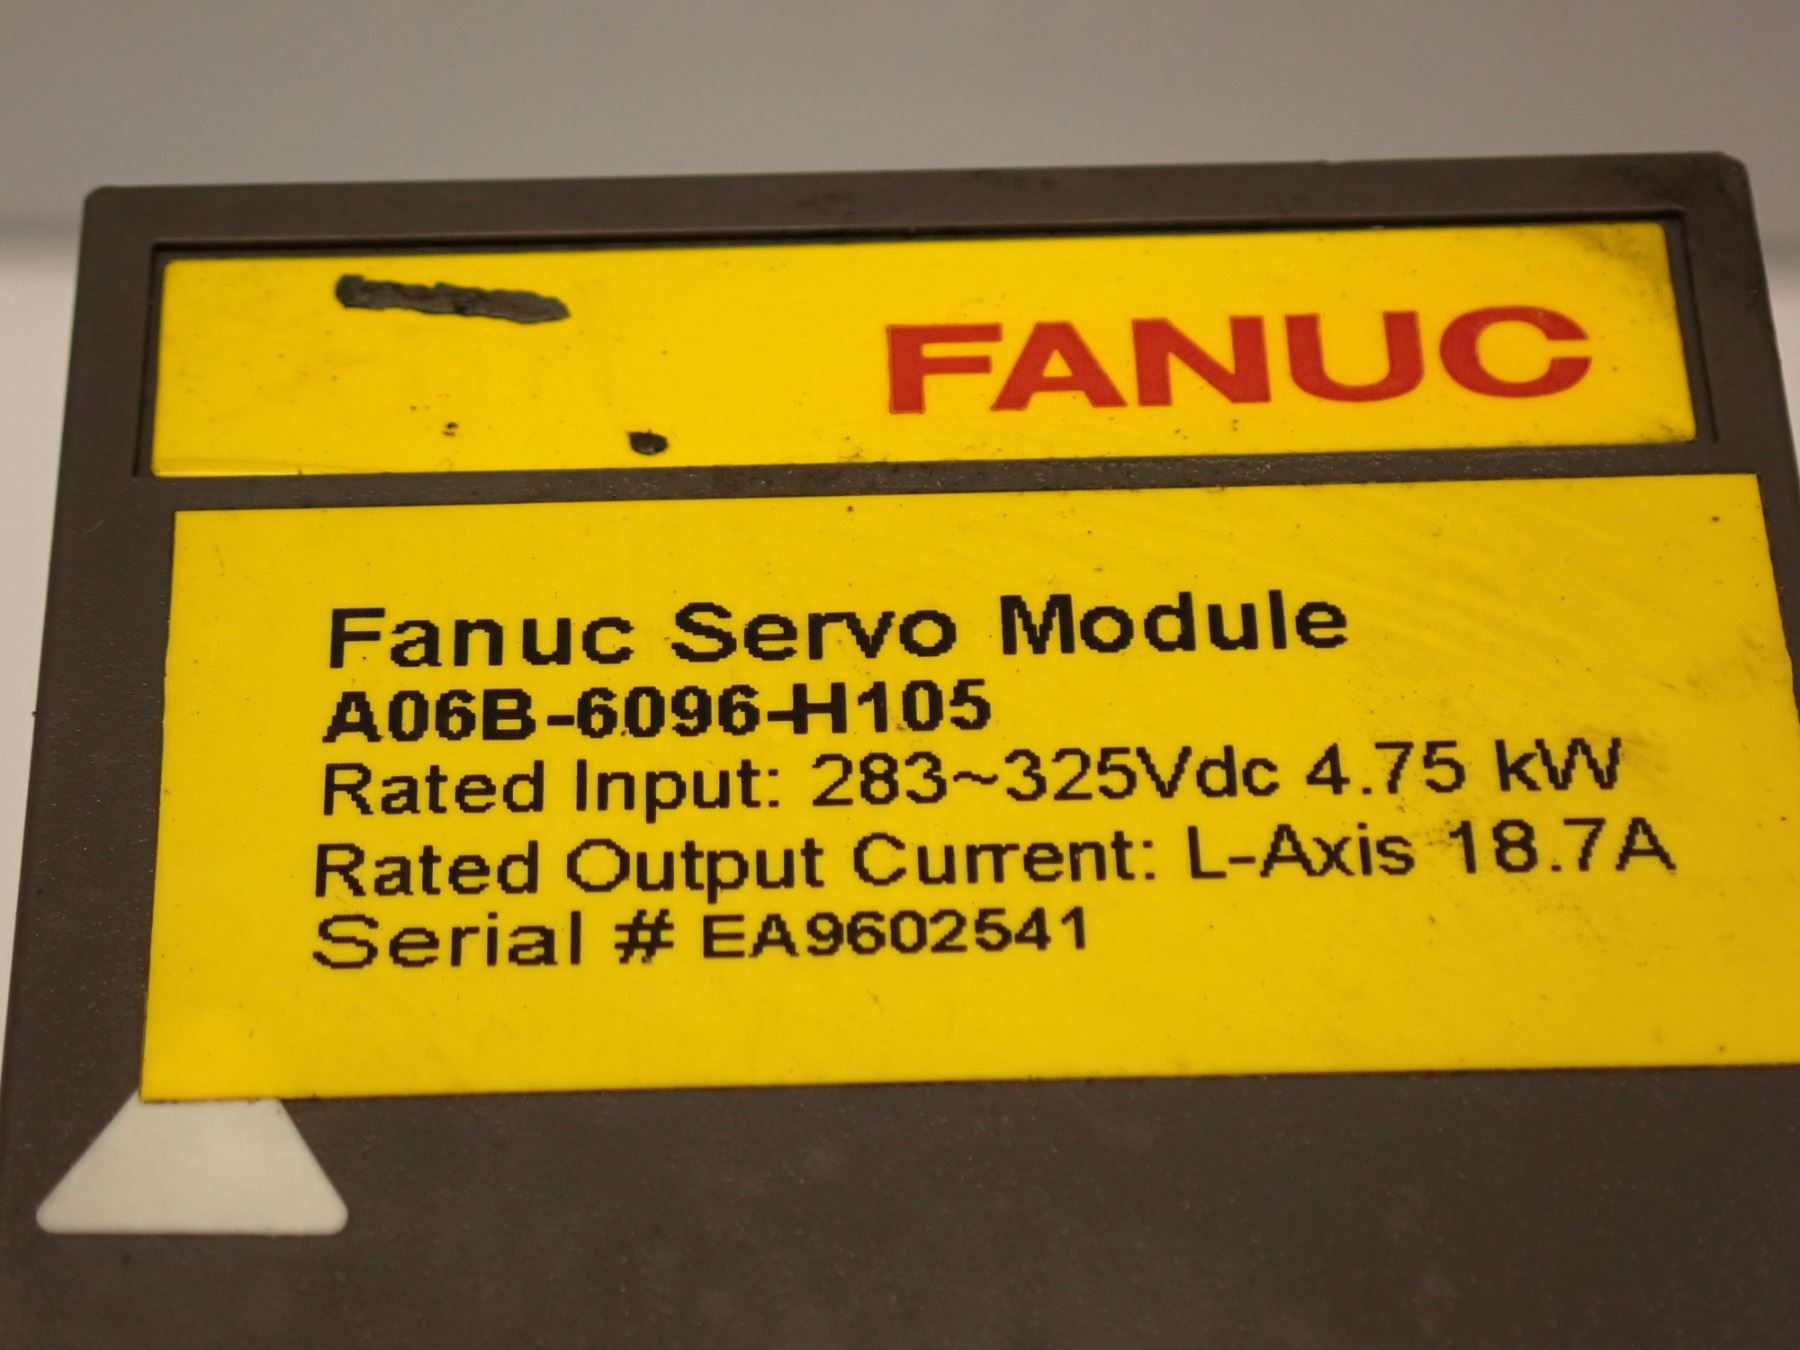 FANUC
Fanuc Servo Module
A06B-6096-H105
Rated Input: 283~325Vdc 4.75 kW
Rated Output Current: L-Axis 18.7A
Serial # EA9602541